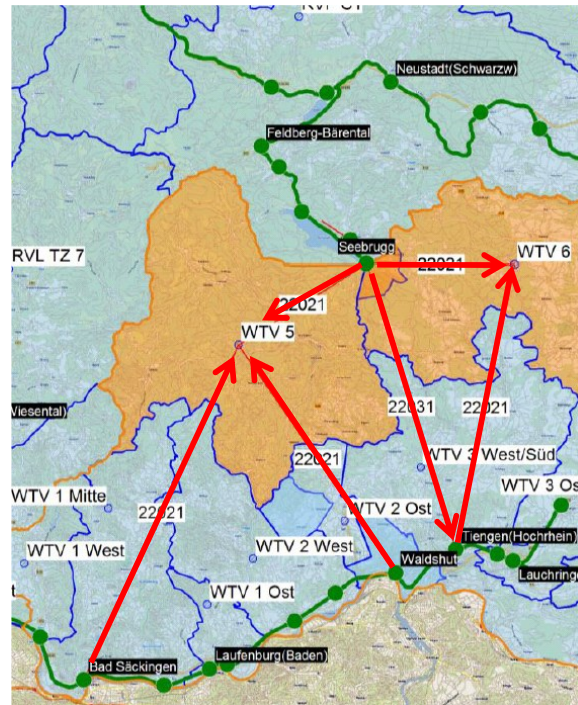 Neustadt(Schwarzw)
Feldberg-Bärental
Seebrugg
WTV 6
RVL TZ 7
22021
22021
WTV 5
Wiesental)
22031
22021
22021
WTV 3 West/Süd
WTV 1 Mitte
22021
WTV 3 Os
WTV 2 Ost
Tiengen(Hochrhein)
WTV 1 West
WTV 2 West
Waldshut
Lauchringe
WTV 1 Ost
Bad Säckingen
Laufenburg(Baden)